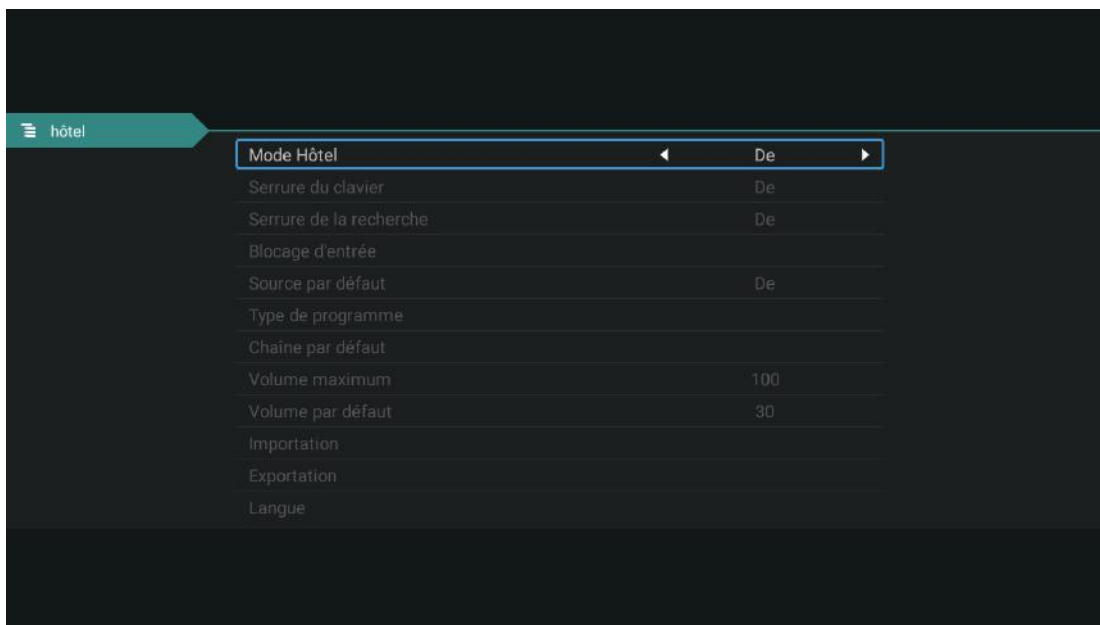 hôtel
Mode Hôtel De
Serrure du clavier De
Serrure de la recherche De
Blocage d'entrée
Source par défaut De
Type de programme
Chaîne par défaut
Volume maximum 100
Volume par défaut 30
Importation
Exportation
Langue